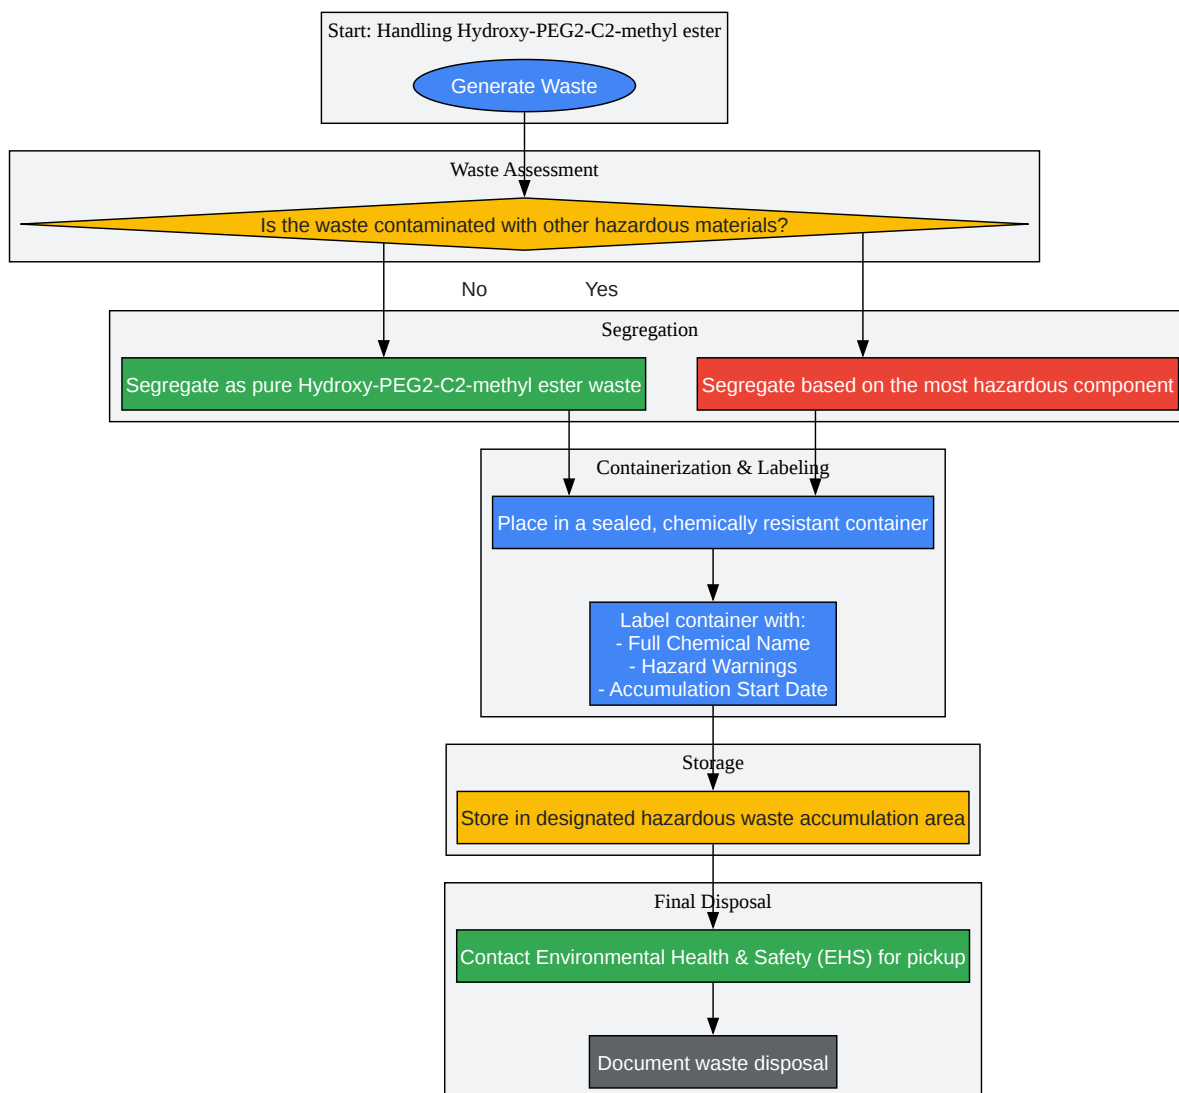 Start: Handling Hydroxy-PEG2-C2-methyl ester
Generate Waste
Waste Assessment
Is the waste contaminated with other hazardous materials?
No
Yes
Segregation
Segregate as pure Hydroxy-PEG2-C2-methyl ester waste
Segregate based on the most hazardous component
Containerization & Labeling
Place in a sealed, chemically resistant container
Label container with:
- Full Chemical Name
- Hazard Warnings
- Accumulation Start Date
Storage
Store in designated hazardous waste accumulation area
Final Disposal
Contact Environmental Health & Safety (EHS) for pickup
Document waste disposal